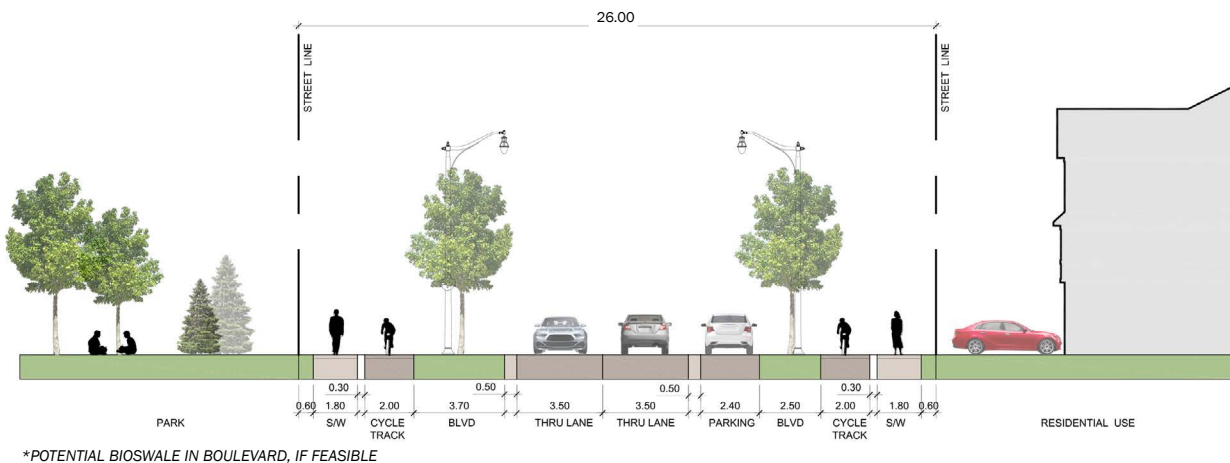 26.00
STREET LINE
STREET LINE
0.30
0.50
0.50
0.30
0.60 1.80 2.00 3.70 3.50 3.50 2.40 2.50 2.00 1.80 0.60
PARK S/W CYCLE TRACK BLVD THRU LANE THRU LANE PARKING BLVD CYCLE TRACK S/W RESIDENTIAL USE
*POTENTIAL BIOSWALE IN BOULEVARD, IF FEASIBLE